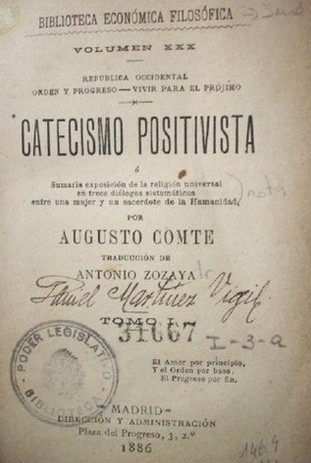 BIBLIOTECA ECONÓMICA FILOSÓFICA
VOLUMEN XXX
REPUBLICA OCCIDENTAL
ORDEN Y PROGRESO — VIVIR PARA EL PRÓJIMO
CATECISMO POSITIVISTA
ó
Sumaria exposición de la religión universal
en trece diálogos sistemáticos
entre una mujer y un sacerdote de la Humanidad,
POR
AUGUSTO COMTE
TRADUCCIÓN DE
ANTONIO ZOZAYA
Daniel Martínez Vigil
TOMO I
31667
I-3-a
PODER LEGISLATIVO
BIBLIOTECA
El Amor por principio,
Y el Orden por base.
El Progreso por fin.
MADRID
DIRECCIÓN Y ADMINISTRACIÓN
Plaza del Progreso, 3, 2.º
1886
146.4